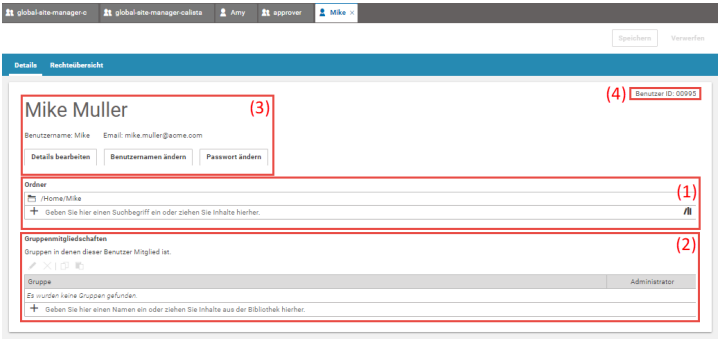 global-site-manager-c global-site-manager-calista Amy approver Mike ×
Speichern Verwerfen
Details Rechteübersicht
(4) Benutzer ID: 00995
Mike Muller (3)
Benutzername: Mike Email: mike.muller@acme.com
Details bearbeiten Benutzernamen ändern Passwort ändern
Ordner
/Home/Mike (1)
+ Geben Sie hier einen Suchbegriff ein oder ziehen Sie Inhalte hierher.
Gruppenmitgliedschaften (2)
Gruppen in denen dieser Benutzer Mitglied ist.
Gruppe Administrator
Es wurden keine Gruppen gefunden.
+ Geben Sie hier einen Namen ein oder ziehen Sie Inhalte aus der Bibliothek hierher.